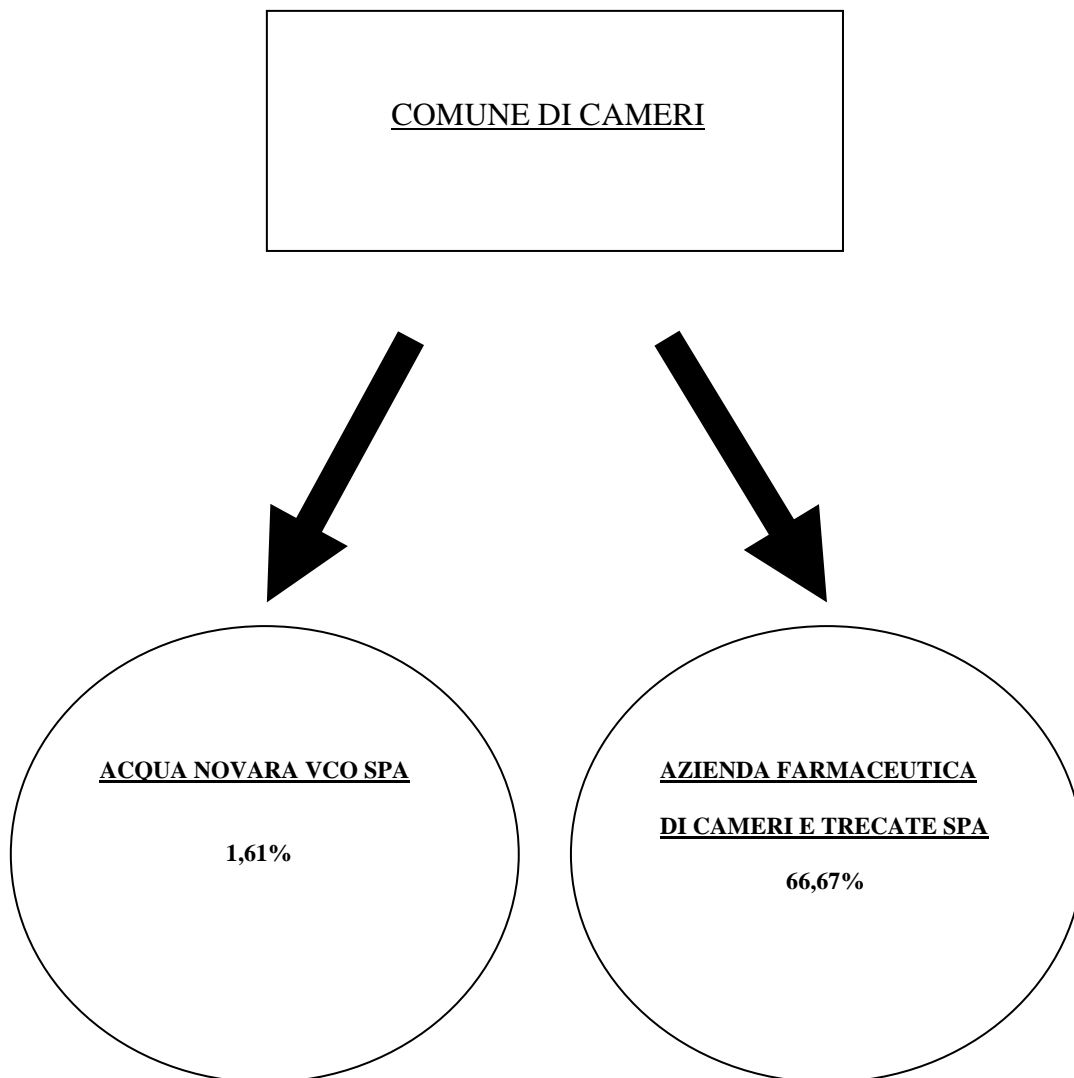 COMUNE DI CAMERI
ACQUA NOVARA VCO SPA
1,61%
AZIENDA FARMACEUTICA
DI CAMERI E TRECATE SPA
66,67%